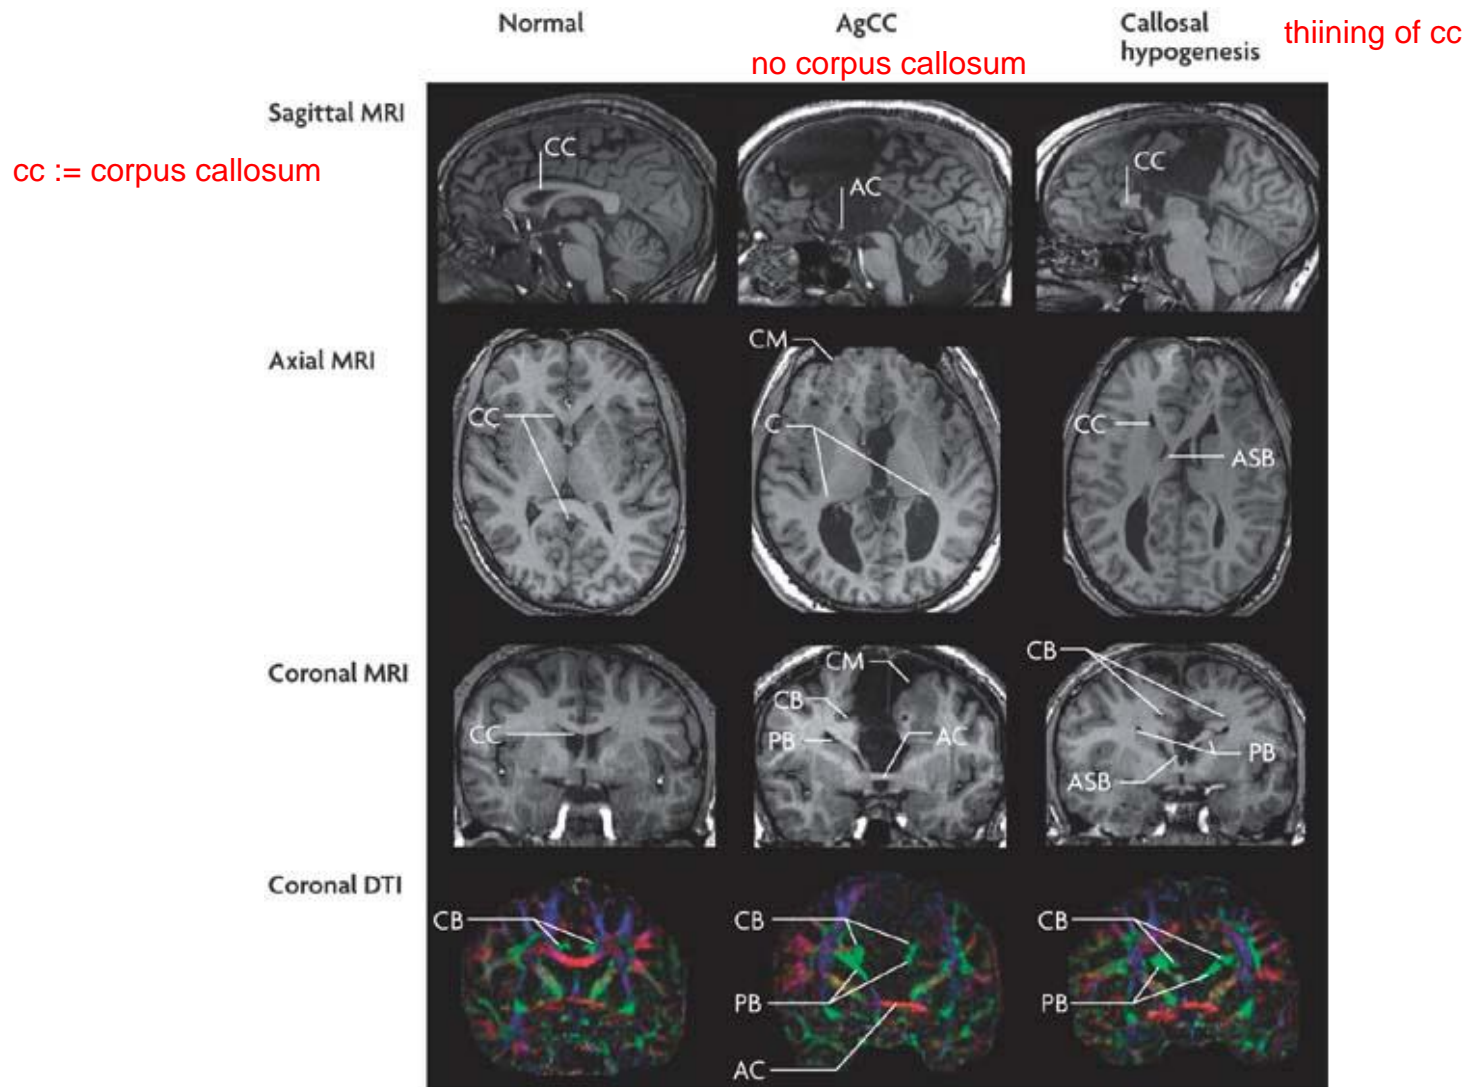 Normal
AgCC
Callosal
hypogenesis
thiining of cc
no corpus callosum
Sagittal MRI
cc := corpus callosum
CC
AC
CC
Axial MRI
CM
CC
C
CC
ASB
Coronal MRI
CC
CM
CB
PB
AC
CB
PB
ASB
Coronal DTI
CB
CB
PB
AC
CB
PB